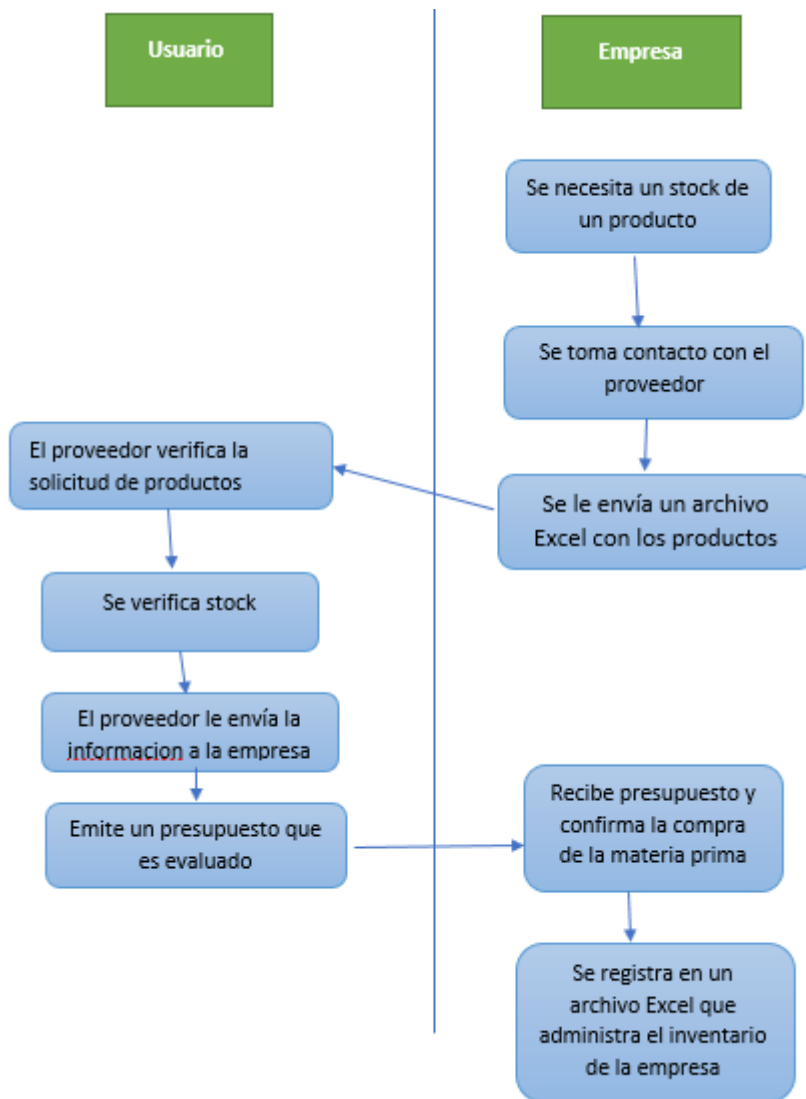 Usuario
Empresa
Se necesita un stock de
un producto
Se toma contacto con el
proveedor
Se le envía un archivo
Excel con los productos
El proveedor verifica la
solicitud de productos
Se verifica stock
El proveedor le envía la
informacion a la empresa
Emite un presupuesto que
es evaluado
Recibe presupuesto y
confirma la compra
de la materia prima
Se registra en un
archivo Excel que
administra el inventario
de la empresa